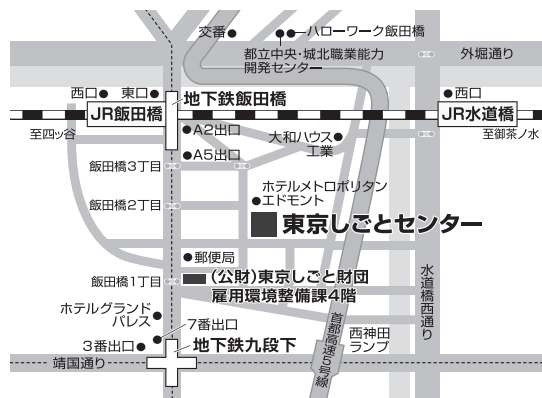 交番
ハローワーク飯田橋
都立中央・城北職業能力
開発センター
外堀通り
西口
東口
地下鉄飯田橋
西口
JR飯田橋
JR水道橋
至四ッ谷
A2出口
大和ハウス
工業
至御茶ノ水
A5出口
飯田橋3丁目
ホテルメトロポリタン
エドモント
飯田橋2丁目
東京しごとセンター
郵便局
飯田橋1丁目
(公財)東京しごと財団
雇用環境整備課4階
水道橋西通り
ホテルグランド
パレス
7番出口
首都高速5号線
西神田
ランプ
3番出口
地下鉄九段下
靖国通り